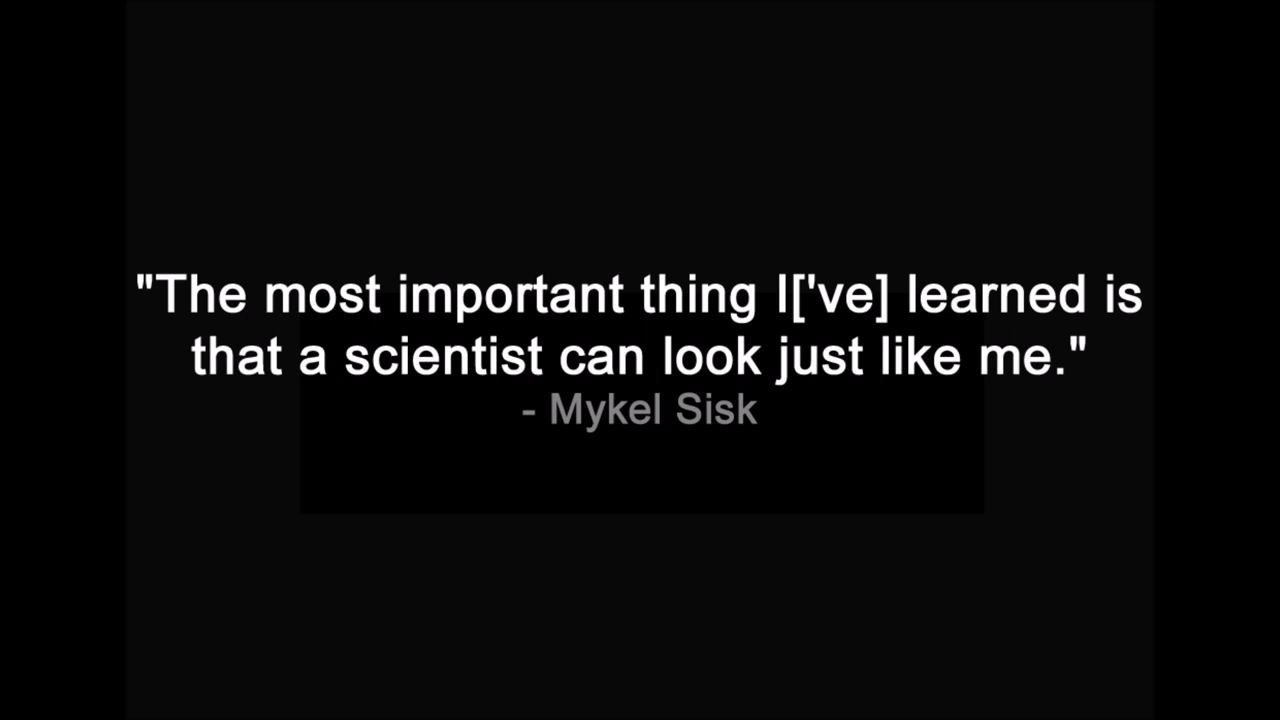 "The most important thing I['ve] learned is
that a scientist can look just like me."
- Mykel Sisk